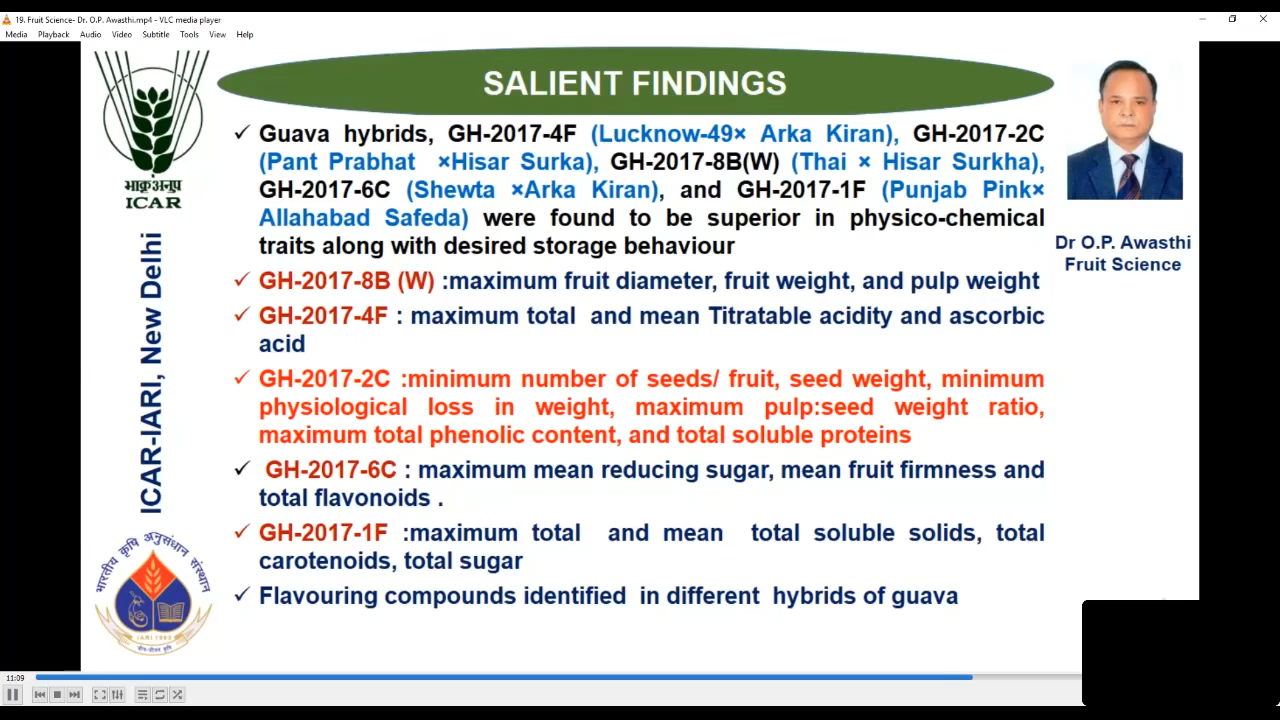 19. Fruit Science- Dr. O.P. Awasthi.mp4 - VLC media player
Media Playback Audio Video Subtitle Tools View Help
SALIENT FINDINGS
भाकृअनुप
ICAR
ICAR-IARI, New Delhi
भारतीय कृषि अनुसंधान संस्थान
IARI 1905
Dr O.P. Awasthi
Fruit Science
✓ Guava hybrids, GH-2017-4F (Lucknow-49× Arka Kiran), GH-2017-2C
(Pant Prabhat ×Hisar Surka), GH-2017-8B(W) (Thai × Hisar Surkha),
GH-2017-6C (Shewta ×Arka Kiran), and GH-2017-1F (Punjab Pink×
Allahabad Safeda) were found to be superior in physico-chemical
traits along with desired storage behaviour
✓ GH-2017-8B (W) :maximum fruit diameter, fruit weight, and pulp weight
✓ GH-2017-4F : maximum total and mean Titratable acidity and ascorbic
acid
✓ GH-2017-2C :minimum number of seeds/ fruit, seed weight, minimum
physiological loss in weight, maximum pulp:seed weight ratio,
maximum total phenolic content, and total soluble proteins
✓ GH-2017-6C : maximum mean reducing sugar, mean fruit firmness and
total flavonoids .
✓ GH-2017-1F :maximum total and mean total soluble solids, total
carotenoids, total sugar
✓ Flavouring compounds identified in different hybrids of guava
11:09